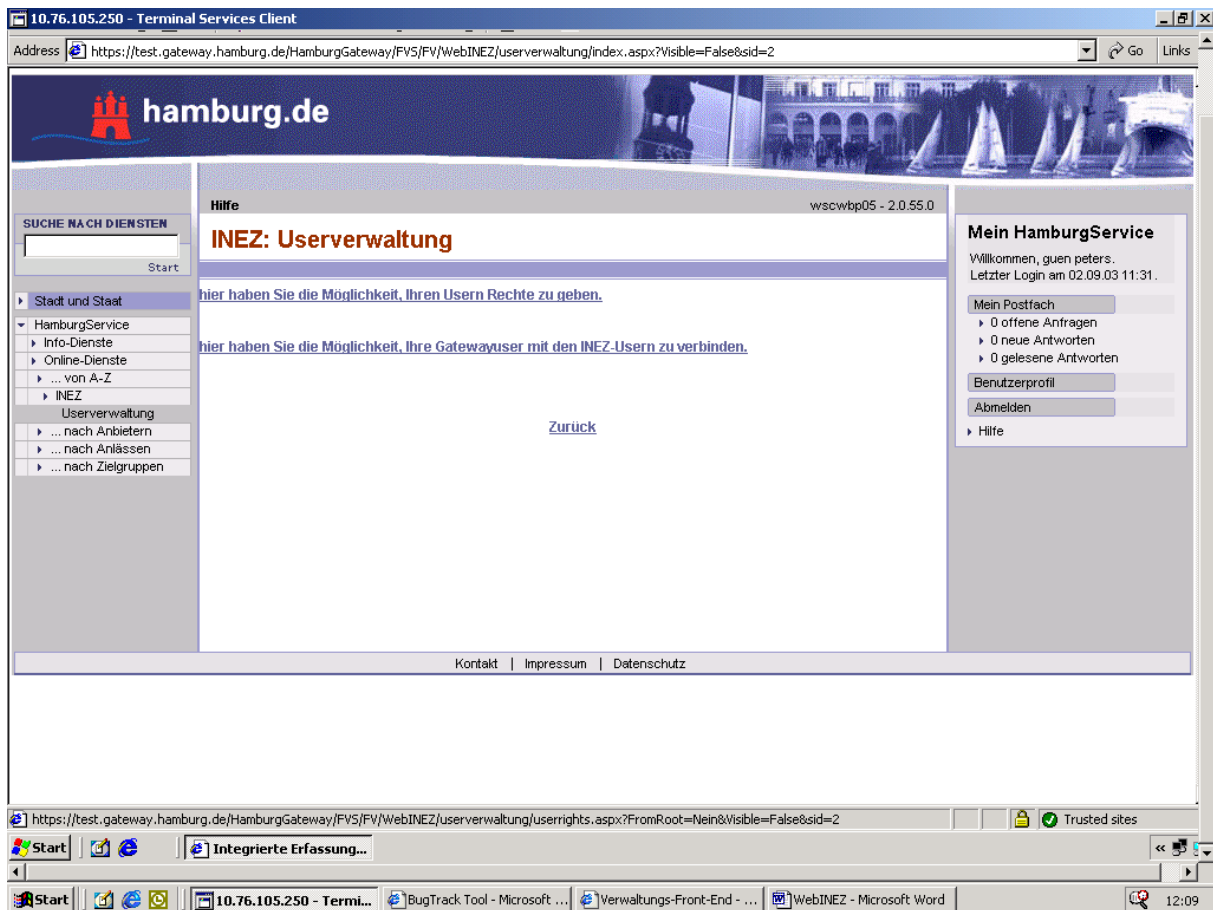 10.76.105.250 - Terminal Services Client
Address https://test.gateway.hamburg.de/HamburgGateway/FVS/FV/WebINEZ/userverwaltung/index.aspx?Visible=False&sid=2 Go Links
hamburg.de
Hilfe wscwbp05 - 2.0.55.0
SUCHE NACH DIENSTEN
Start
INEZ: Userverwaltung
Stadt und Staat
HamburgService
Info-Dienste
Online-Dienste
... von A-Z
INEZ
Userverwaltung
... nach Anbietern
... nach Anlässen
... nach Zielgruppen
hier haben Sie die Möglichkeit, Ihren Usern Rechte zu geben.
hier haben Sie die Möglichkeit, Ihre Gatewayuser mit den INEZ-Usern zu verbinden.
Zurück
Mein HamburgService
Willkommen, guen peters.
Letzter Login am 02.09.03 11:31.
Mein Postfach
0 offene Anfragen
0 neue Antworten
0 gelesene Antworten
Benutzerprofil
Abmelden
Hilfe
Kontakt | Impressum | Datenschutz
https://test.gateway.hamburg.de/HamburgGateway/FVS/FV/WebINEZ/userverwaltung/userrights.aspx?FromRoot=Nein&Visible=False&sid=2 Trusted sites
Start Integrierte Erfassung...
Start 10.76.105.250 - Termi... BugTrack Tool - Microsoft ... Verwaltungs-Front-End - ... WebINEZ - Microsoft Word 12:09